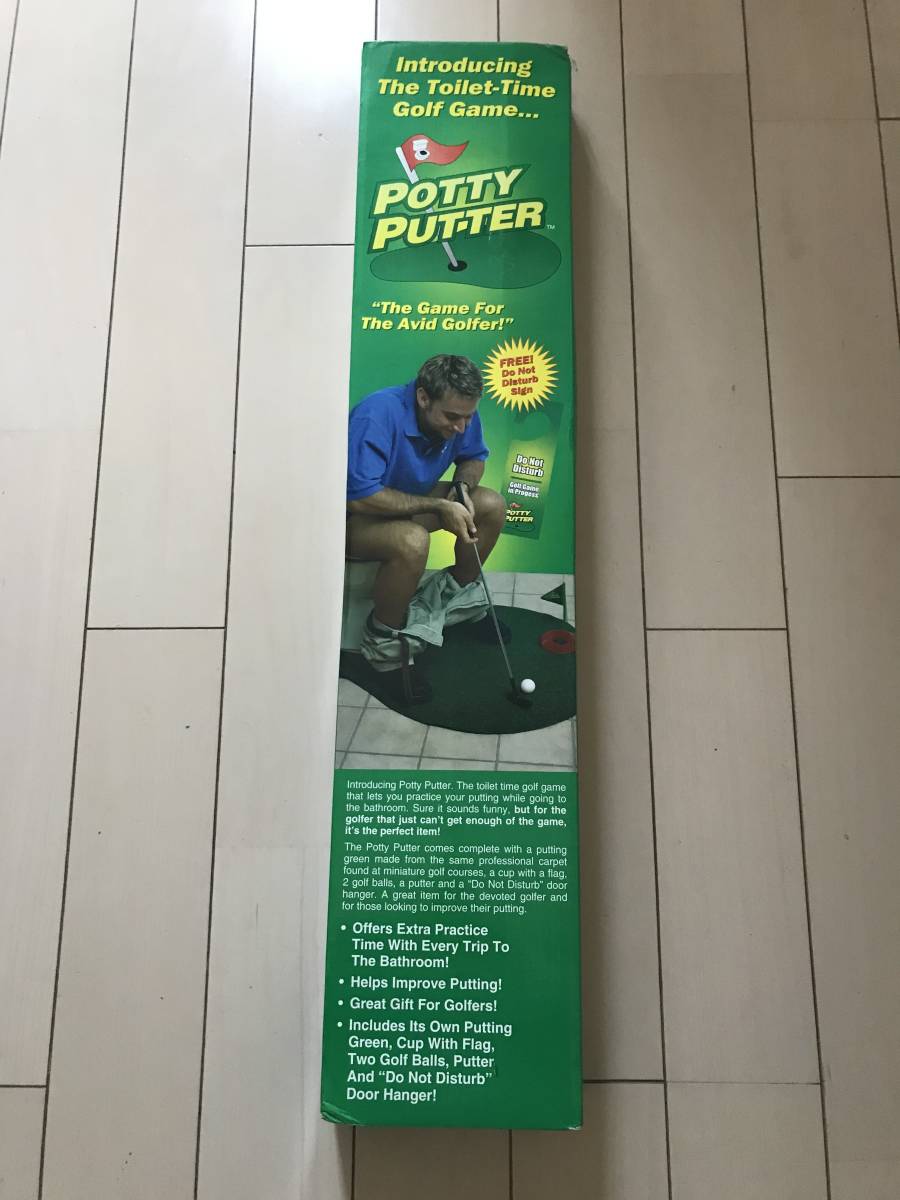 Introducing
The Toilet-Time
Golf Game...
POTTY
PUTTER™
"The Game For
The Avid Golfer!"
FREE!
Do Not
Disturb
Sign
Do Not
Disturb
Golf Game
In Progess
POTTY
PUTTER
Introducing Potty Putter. The toilet time golf game
that lets you practice your putting while going to
the bathroom. Sure it sounds funny, but for the
golfer that just can't get enough of the game,
it's the perfect item!
The Potty Putter comes complete with a putting
green made from the same professional carpet
found at miniature golf courses, a cup with a flag,
2 golf balls, a putter and a "Do Not Disturb" door
hanger. A great item for the devoted golfer and
for those looking to improve their putting.
• Offers Extra Practice
Time With Every Trip To
The Bathroom!
• Helps Improve Putting!
• Great Gift For Golfers!
• Includes Its Own Putting
Green, Cup With Flag,
Two Golf Balls, Putter
And "Do Not Disturb"
Door Hanger!